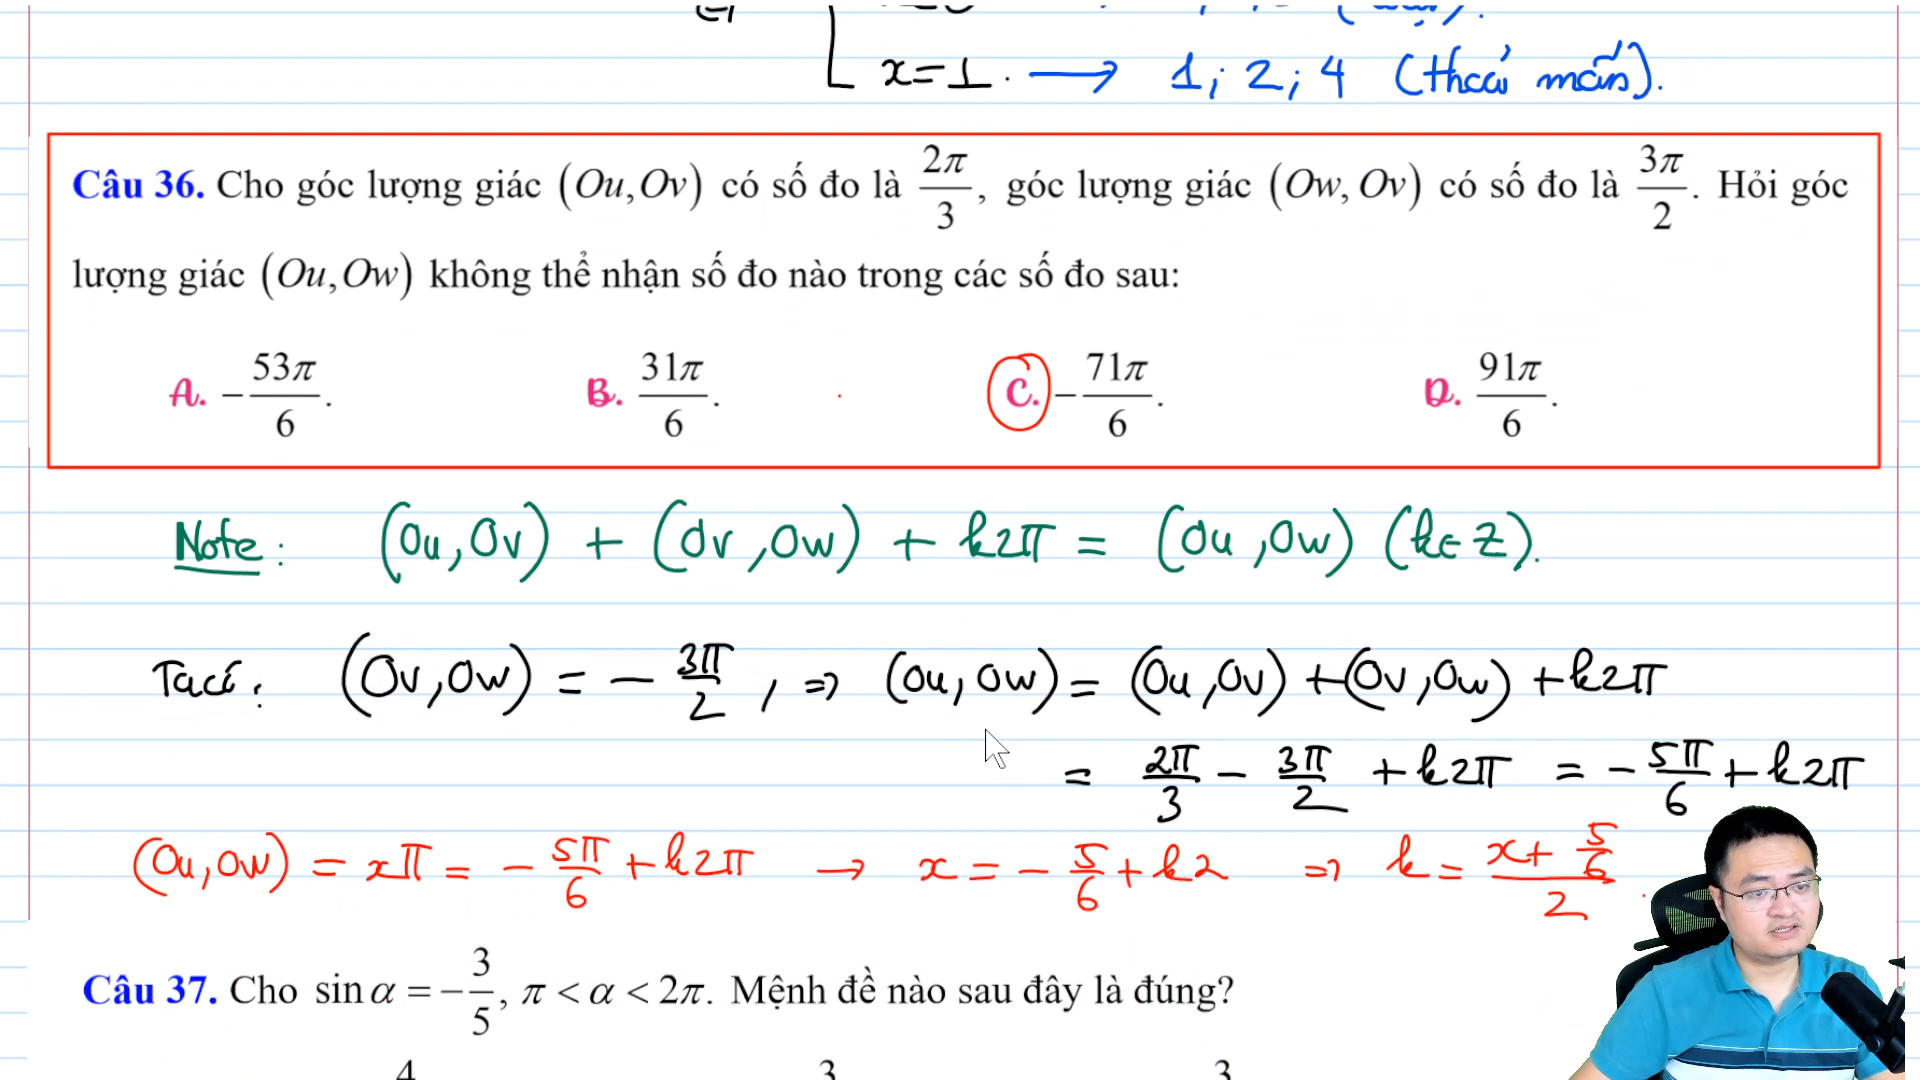 x=1. → 1; 2; 4 (thoả mãn).
Câu 36. Cho góc lượng giác (Ou,Ov) có số đo là 2π/3, góc lượng giác (Ow,Ov) có số đo là 3π/2. Hỏi góc
lượng giác (Ou,Ow) không thể nhận số đo nào trong các số đo sau:
A. -53π/6. B. 31π/6. C. -71π/6. D. 91π/6.
Note: (Ou,Ov) + (Ov,Ow) + k2π = (Ou,Ow) (k∈Z).
Ta có: (Ov,Ow) = - 3π/2, ⇒ (Ou,Ow) = (Ou,Ov) + (Ov,Ow) + k2π
= 2π/3 - 3π/2 + k2π = - 5π/6 + k2π
(Ou,Ow) = xπ = - 5π/6 + k2π → x = - 5/6 + k2 ⇒ k = (x + 5/6)/2.
Câu 37. Cho sin α = -3/5, π < α < 2π. Mệnh đề nào sau đây là đúng?
4 3 3